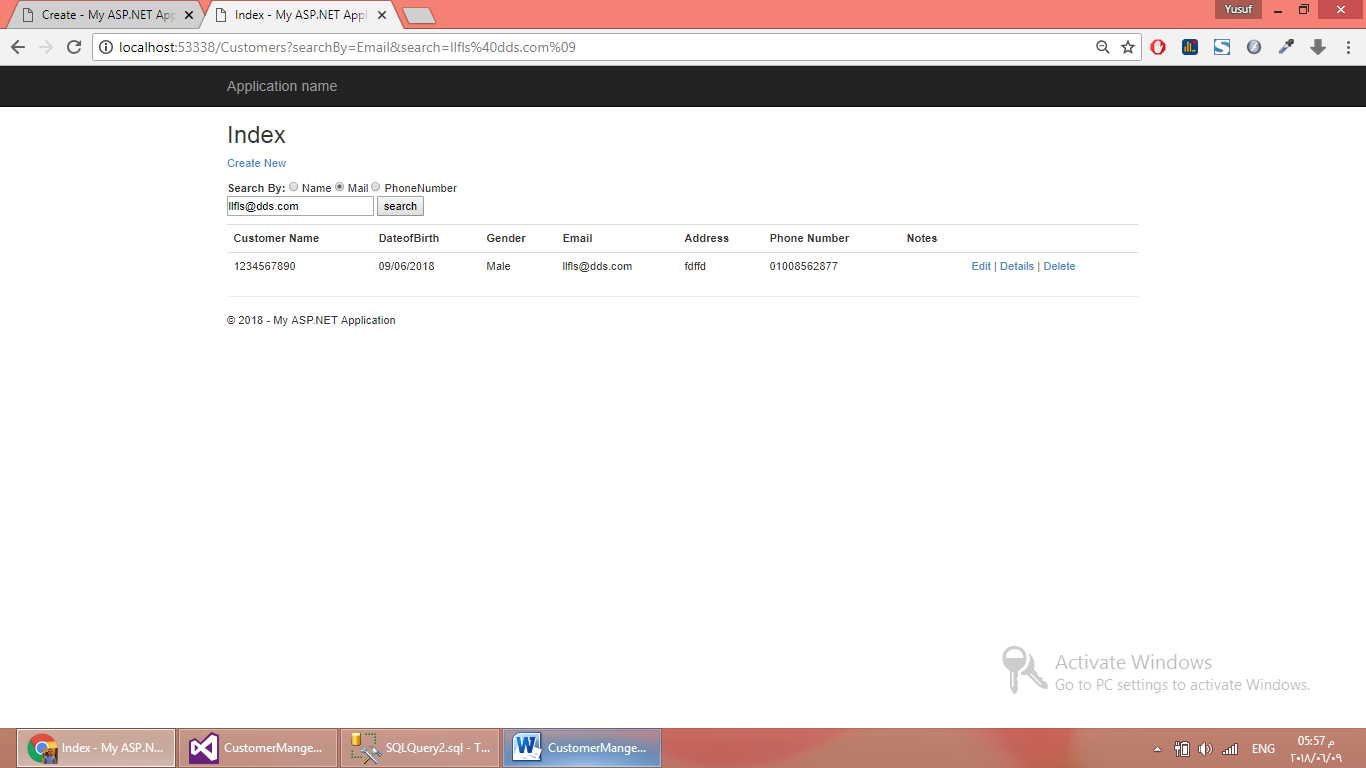 Create - My ASP.NET App
Index - My ASP.NET Appl
Yusuf
localhost:53338/Customers?searchBy=Email&search=llfls%40dds.com%09
Application name
Index
Create New
Search By: Name Mail PhoneNumber
llfls@dds.com search
Customer Name DateofBirth Gender Email Address Phone Number Notes
1234567890 09/06/2018 Male llfls@dds.com fdffd 01008562877 Edit | Details | Delete
© 2018 - My ASP.NET Application
Activate Windows
Go to PC settings to activate Windows.
Index - My ASP.N...
CustomerMange...
SQLQuery2.sql - T...
CustomerMange...
ENG
05:57 م
٢٠١٨/٠٦/٠٩